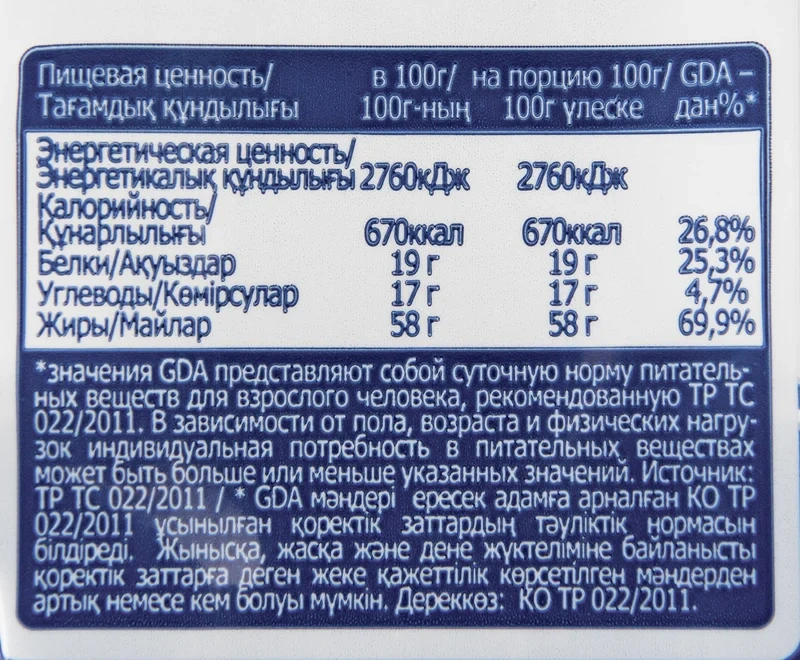 Пищевая ценность/ в 100г/ на порцию 100г/ GDA –
Тағамдық құндылығы 100г-ның 100г үлеске дан%*
Энергетическая ценность/
Энергетикалық құндылығы 2760кДж 2760кДж
Калорийность/
Құнарлылығы 670ккал 670ккал 26,8%
Белки/Ақуыздар 19 г 19 г 25,3%
Углеводы/Көмірсулар 17 г 17 г 4,7%
Жиры/Майлар 58 г 58 г 69,9%
*значения GDA представляют собой суточную норму питатель-
ных веществ для взрослого человека, рекомендованную ТР ТС
022/2011. В зависимости от пола, возраста и физических нагру-
зок индивидуальная потребность в питательных веществах
может быть больше или меньше указанных значений. Источник:
ТР ТС 022/2011 / * GDA мәндері ересек адамға арналған КО ТР
022/2011 ұсынылған қоректік заттардың тәуліктік нормасын
білдіреді. Жынысқа, жасқа және дене жүктеліміне байланысты
қоректік заттарға деген жеке қажеттілік көрсетілген мәндерден
артық немесе кем болуы мүмкін. Дереккөз: КО ТР 022/2011.